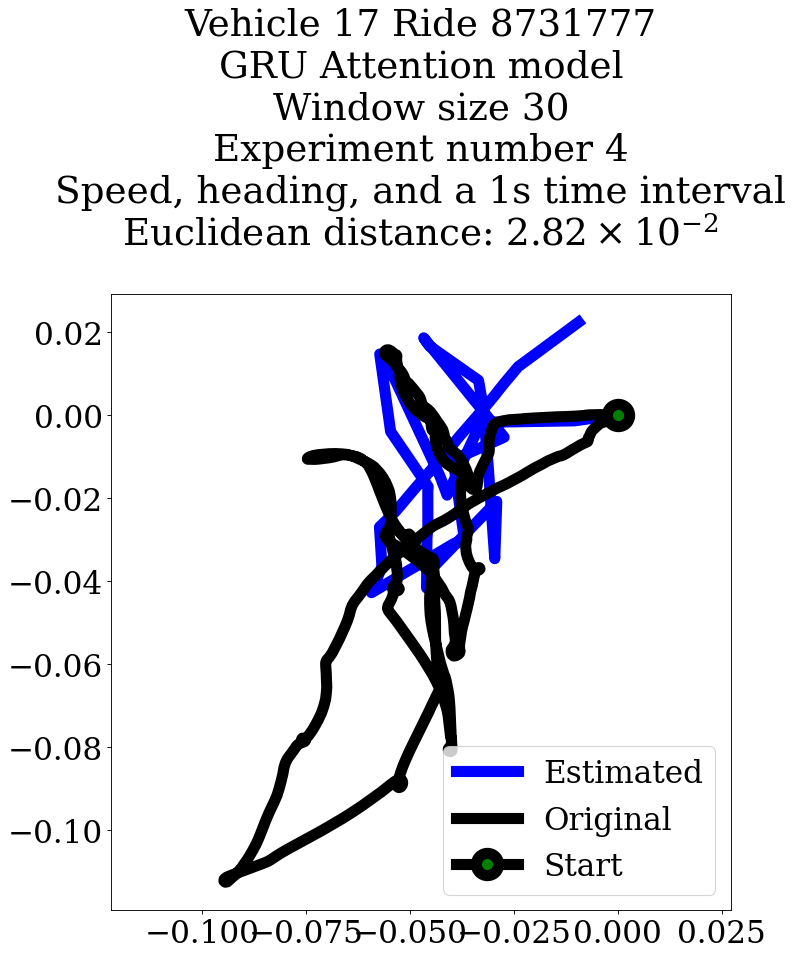 Vehicle 17 Ride 8731777
GRU Attention model
Window size 30
Experiment number 4
Speed, heading, and a 1s time interval
Euclidean distance: 2.82 × 10⁻²
0.02
0.00
−0.02
−0.04
−0.06
−0.08
−0.10
Estimated
Original
Start
−0.100 −0.075 −0.050 −0.025 0.000 0.025